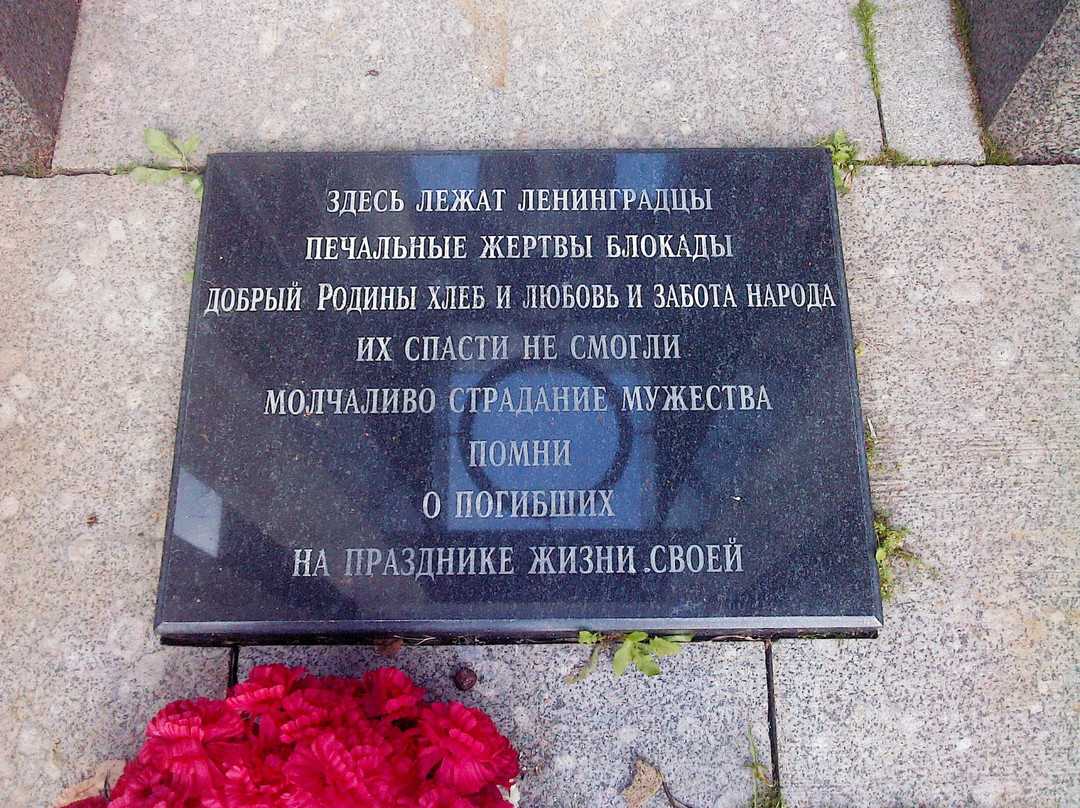 ЗДЕСЬ ЛЕЖАТ ЛЕНИНГРАДЦЫ
ПЕЧАЛЬНЫЕ ЖЕРТВЫ БЛОКАДЫ
ДОБРЫЙ РОДИНЫ ХЛЕБ И ЛЮБОВЬ И ЗАБОТА НАРОДА
ИХ СПАСТИ НЕ СМОГЛИ
МОЛЧАЛИВО СТРАДАНИЕ МУЖЕСТВА
ПОМНИ
О ПОГИБШИХ
НА ПРАЗДНИКЕ ЖИЗНИ СВОЕЙ